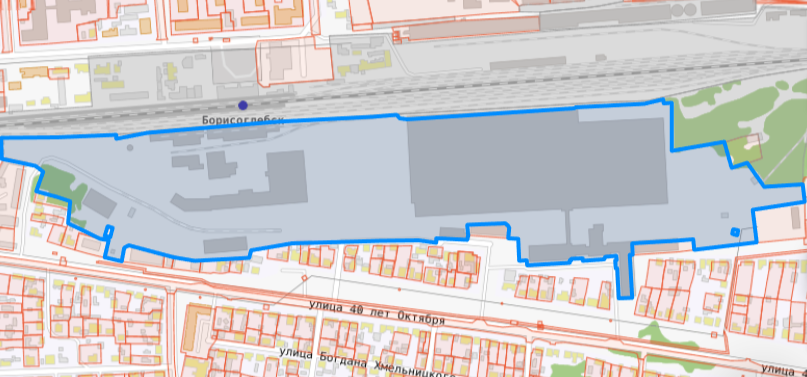 Борисоглебск
улица 40 лет Октября
улица Богдана Хмельницкого
улица